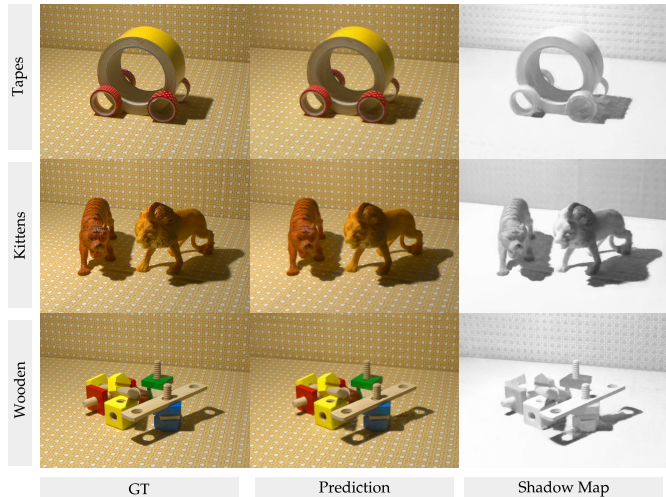 Tapes
Kittens
Wooden
GT
Prediction
Shadow Map